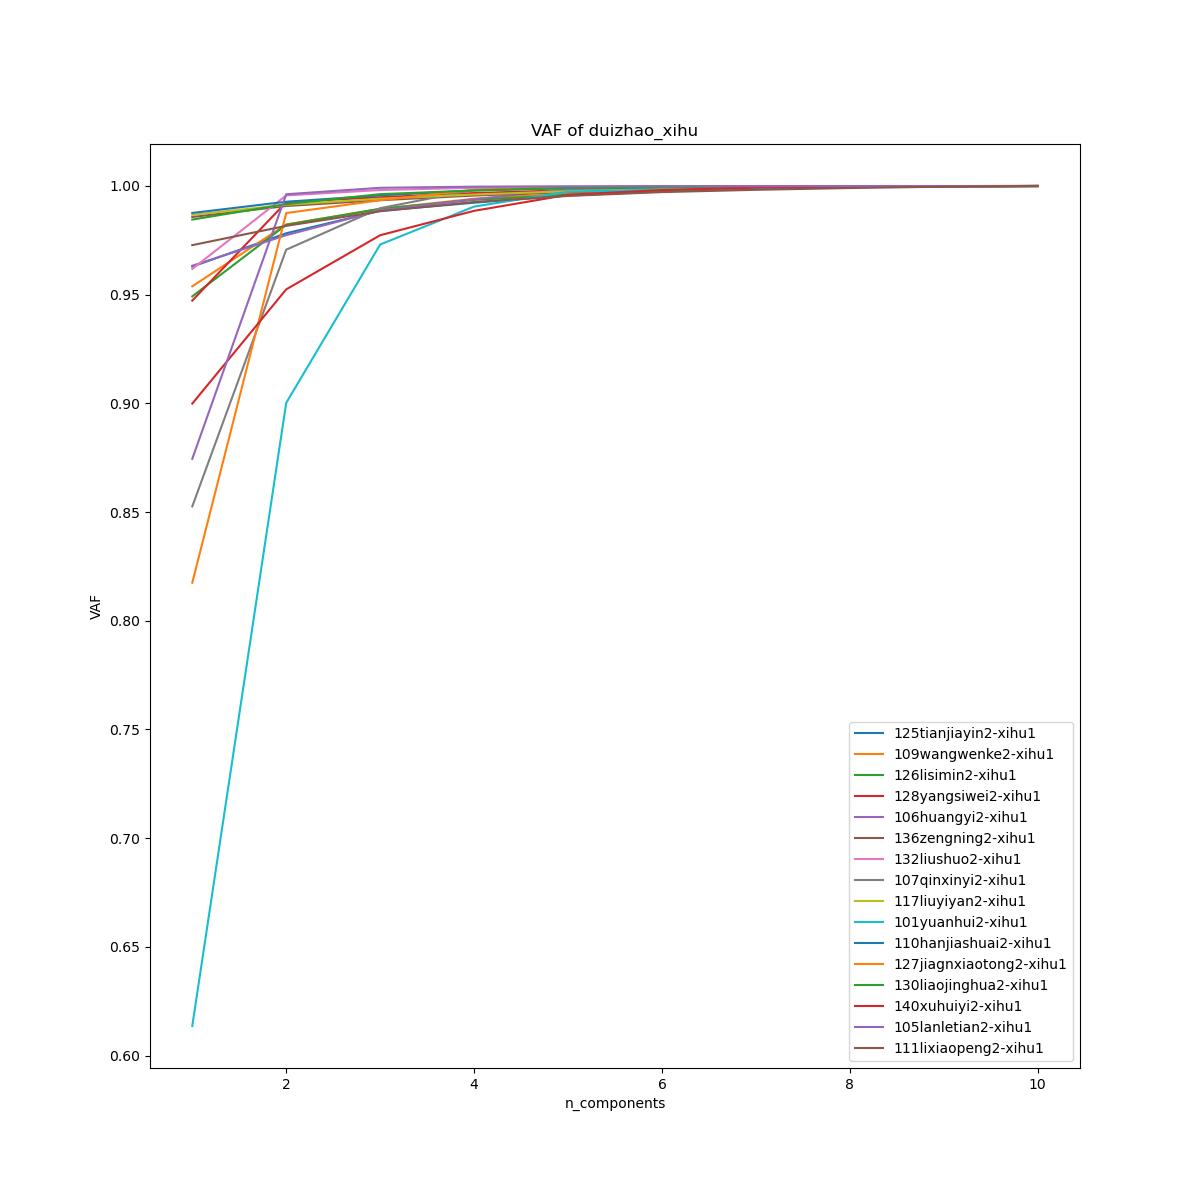 VAF of duizhao_xihu
1.00
0.95
0.90
0.85
0.80
0.75
0.70
0.65
0.60
VAF
2
4
6
8
10
n_components
125tianjiayin2-xihu1
109wangwenke2-xihu1
126lisimin2-xihu1
128yangsiwei2-xihu1
106huangyi2-xihu1
136zengning2-xihu1
132liushuo2-xihu1
107qinxinyi2-xihu1
117liuyiyan2-xihu1
101yuanhui2-xihu1
110hanjiashuai2-xihu1
127jiagnxiaotong2-xihu1
130liaojinghua2-xihu1
140xuhuiyi2-xihu1
105lanletian2-xihu1
111lixiaopeng2-xihu1